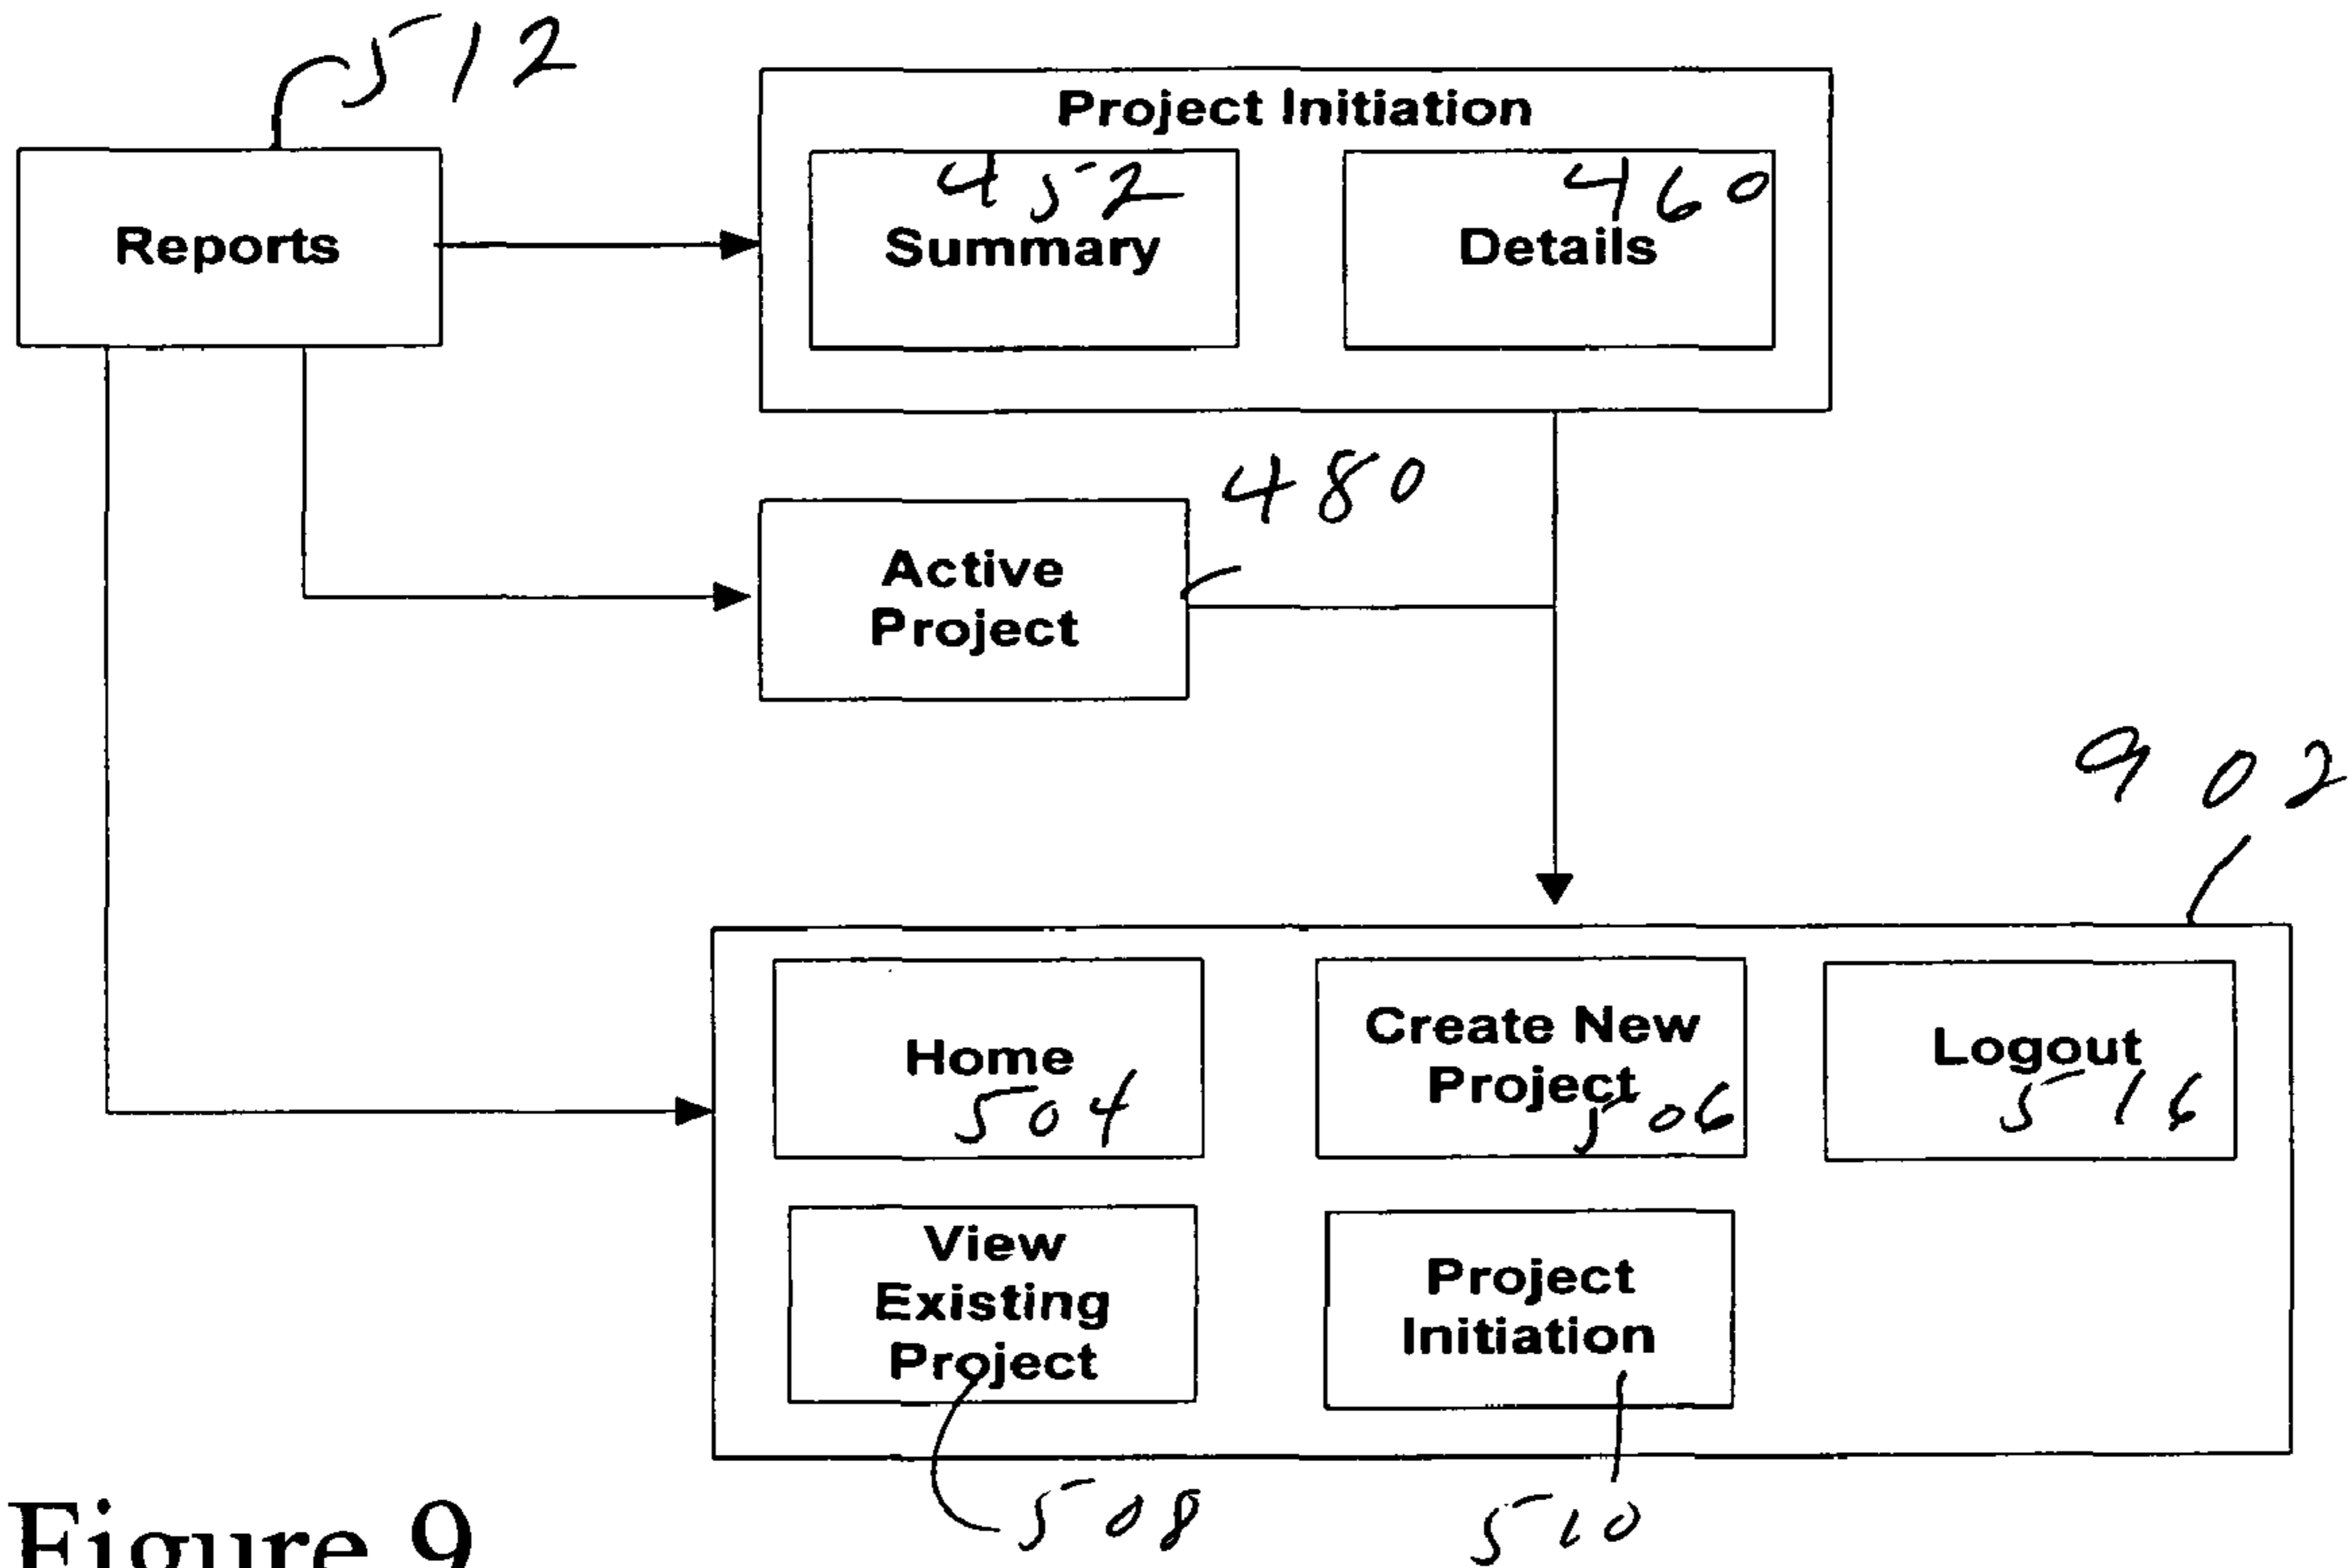 512
Reports
Project Initiation
452
Summary
460
Details
480
Active
Project
902
Home
504
Create New
Project
506
Logout
516
View
Existing
Project
508
Project
Initiation
510
Figure 9